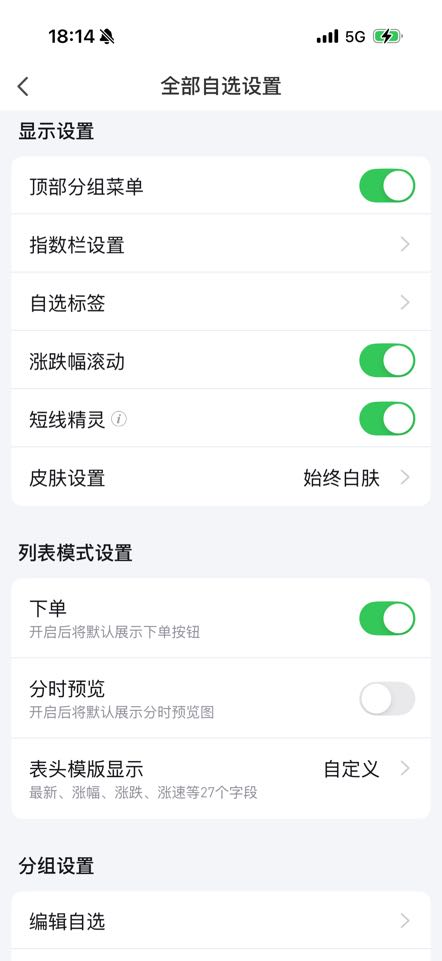 18:14
5G
全部自选设置
显示设置
顶部分组菜单
指数栏设置
自选标签
涨跌幅滚动
短线精灵 i
皮肤设置 始终白肤
列表模式设置
下单
开启后将默认展示下单按钮
分时预览
开启后将默认展示分时预览图
表头模版显示 自定义
最新、涨幅、涨跌、涨速等27个字段
分组设置
编辑自选